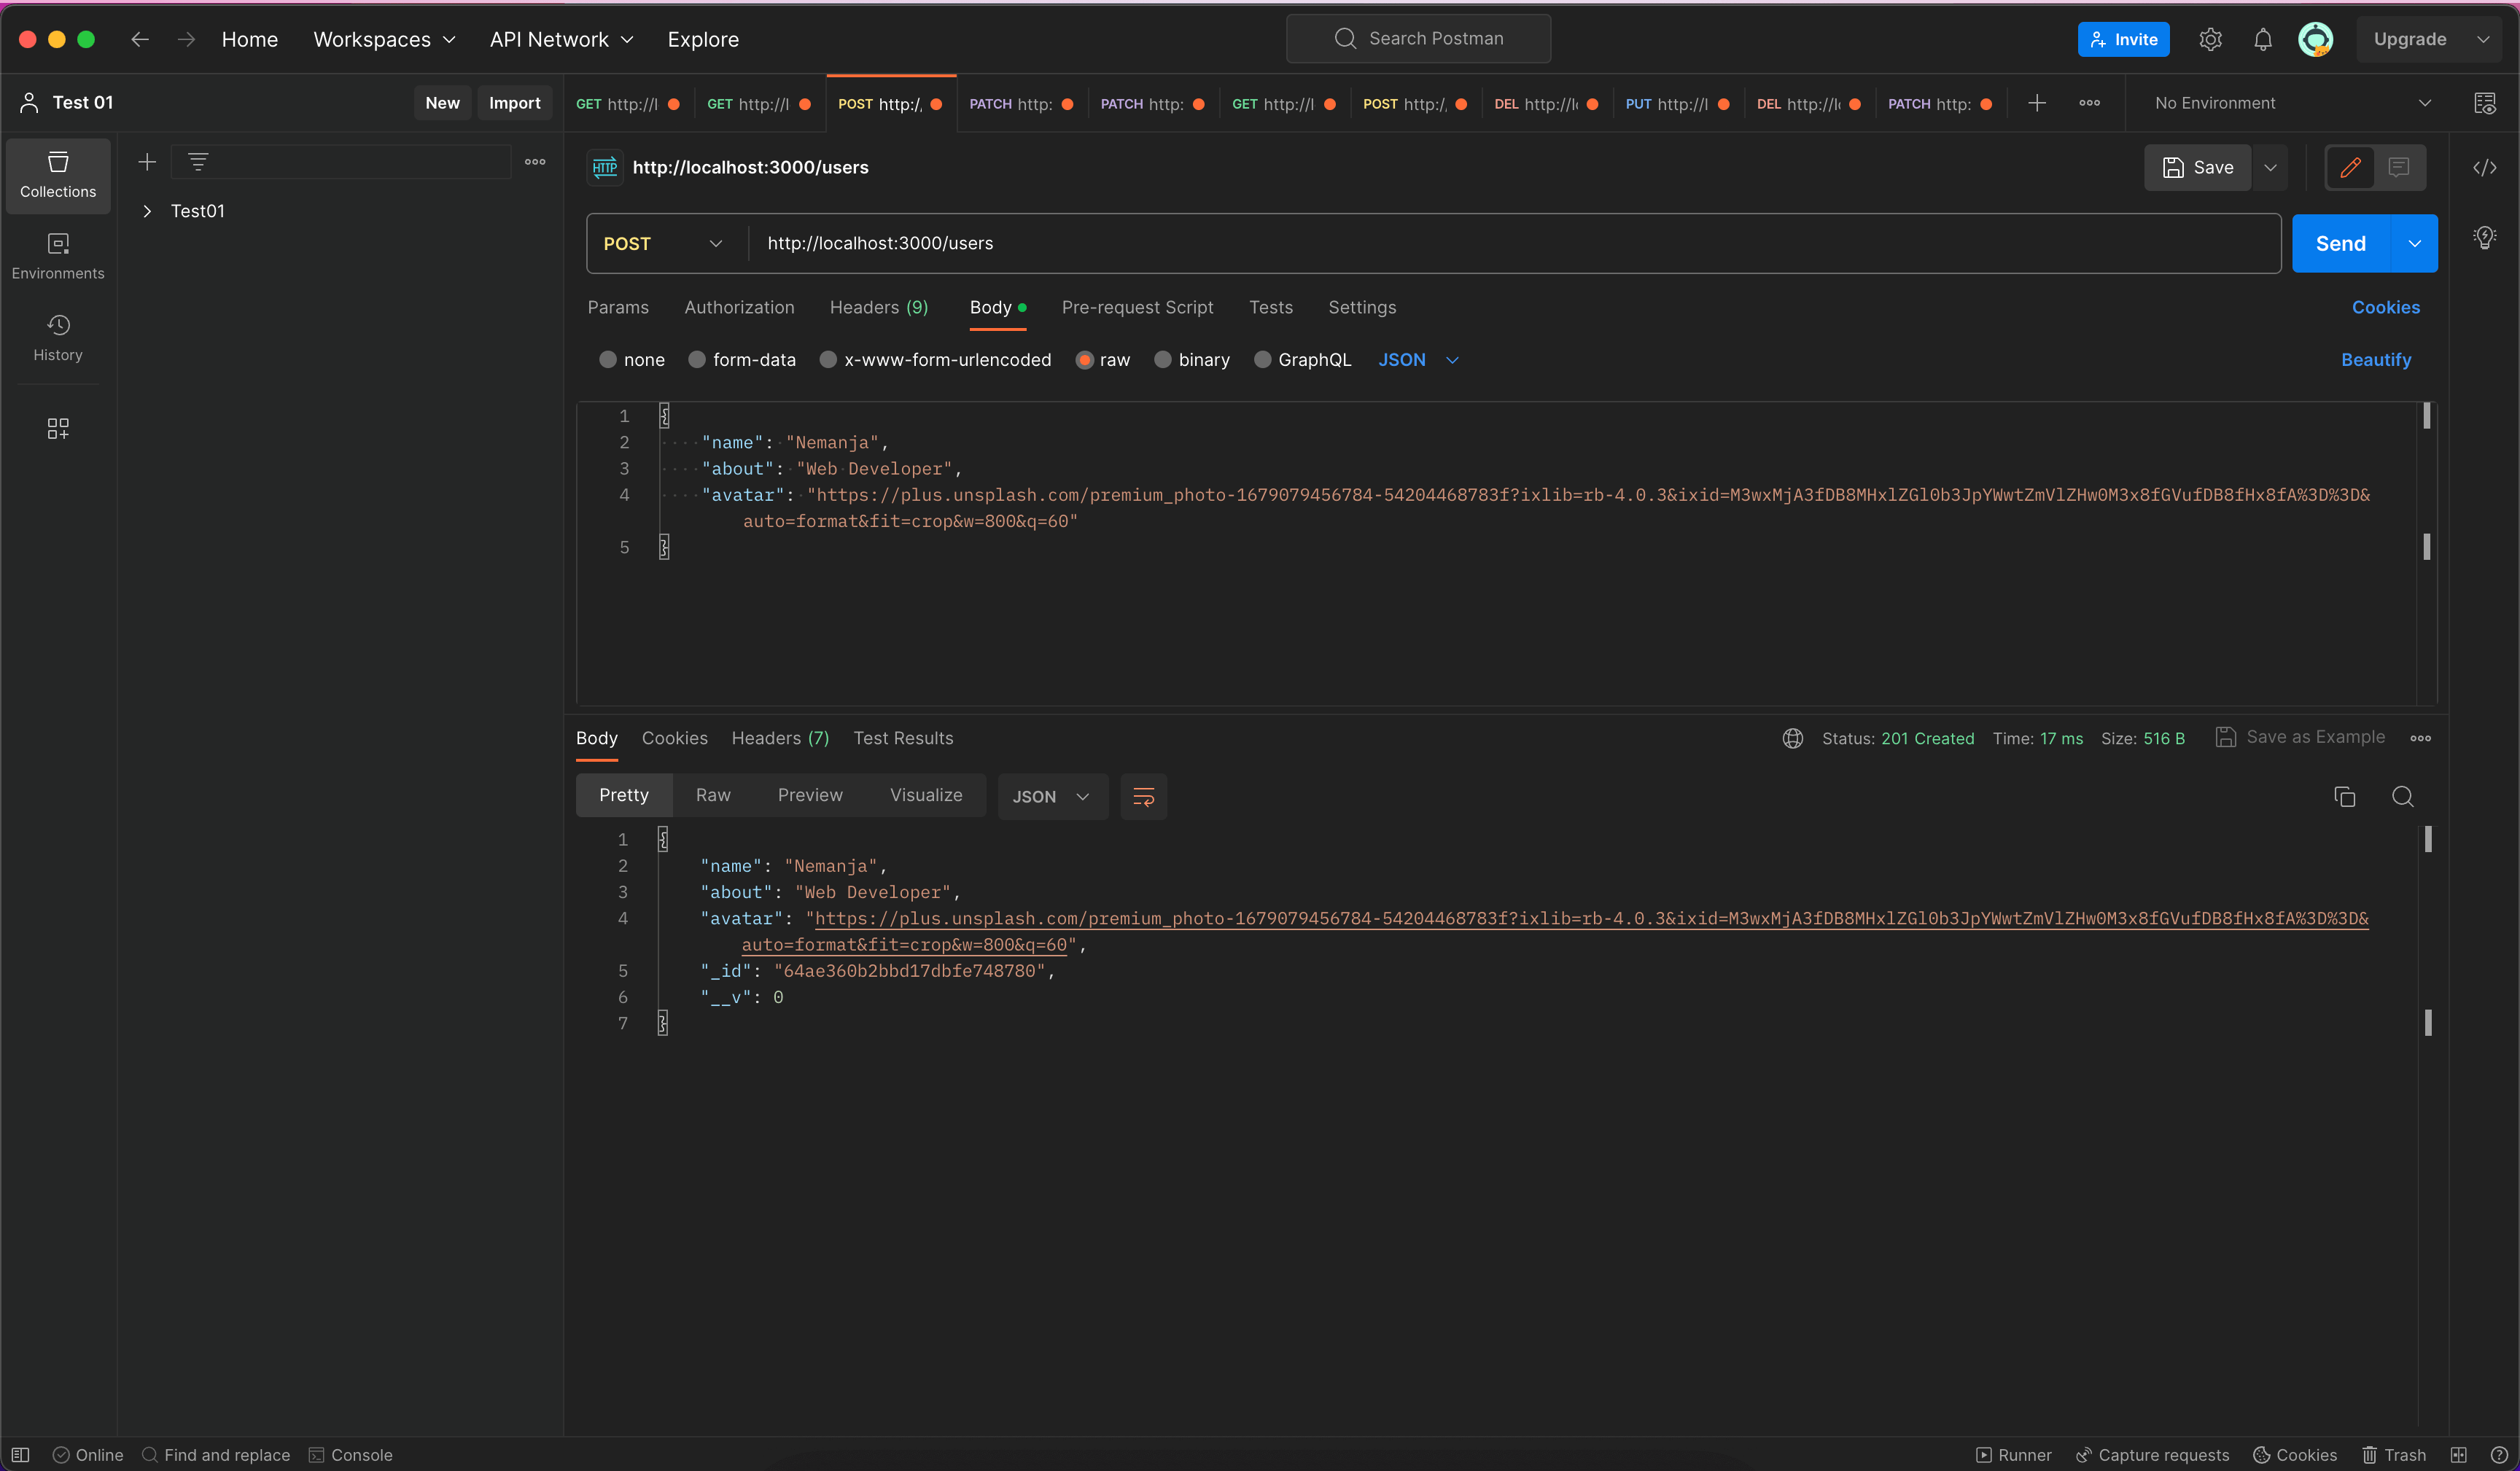 Home Workspaces API Network Explore Search Postman Invite Upgrade
Test 01 New Import GET http://l GET http://l POST http:/, PATCH http: PATCH http: GET http://l POST http:/, DEL http://l PUT http://l DEL http://l PATCH http: No Environment
Collections
Environments
History
Test01
HTTP http://localhost:3000/users Save
POST http://localhost:3000/users Send
Params Authorization Headers (9) Body Pre-request Script Tests Settings Cookies
none form-data x-www-form-urlencoded raw binary GraphQL JSON Beautify
1 {
2 "name": "Nemanja",
3 "about": "Web Developer",
4 "avatar": "https://plus.unsplash.com/premium_photo-1679079456784-54204468783f?ixlib=rb-4.0.3&ixid=M3wxMjA3fDB8MHxlZGl0b3JpYWwtZmVlZHw0M3x8fGVufDB8fHx8fA%3D%3D&
auto=format&fit=crop&w=800&q=60"
5 }
Body Cookies Headers (7) Test Results Status: 201 Created Time: 17 ms Size: 516 B Save as Example
Pretty Raw Preview Visualize JSON
1 {
2 "name": "Nemanja",
3 "about": "Web Developer",
4 "avatar": "https://plus.unsplash.com/premium_photo-1679079456784-54204468783f?ixlib=rb-4.0.3&ixid=M3wxMjA3fDB8MHxlZGl0b3JpYWwtZmVlZHw0M3x8fGVufDB8fHx8fA%3D%3D&
auto=format&fit=crop&w=800&q=60",
5 "_id": "64ae360b2bbd17dbfe748780",
6 "__v": 0
7 }
Online Find and replace Console Runner Capture requests Cookies Trash